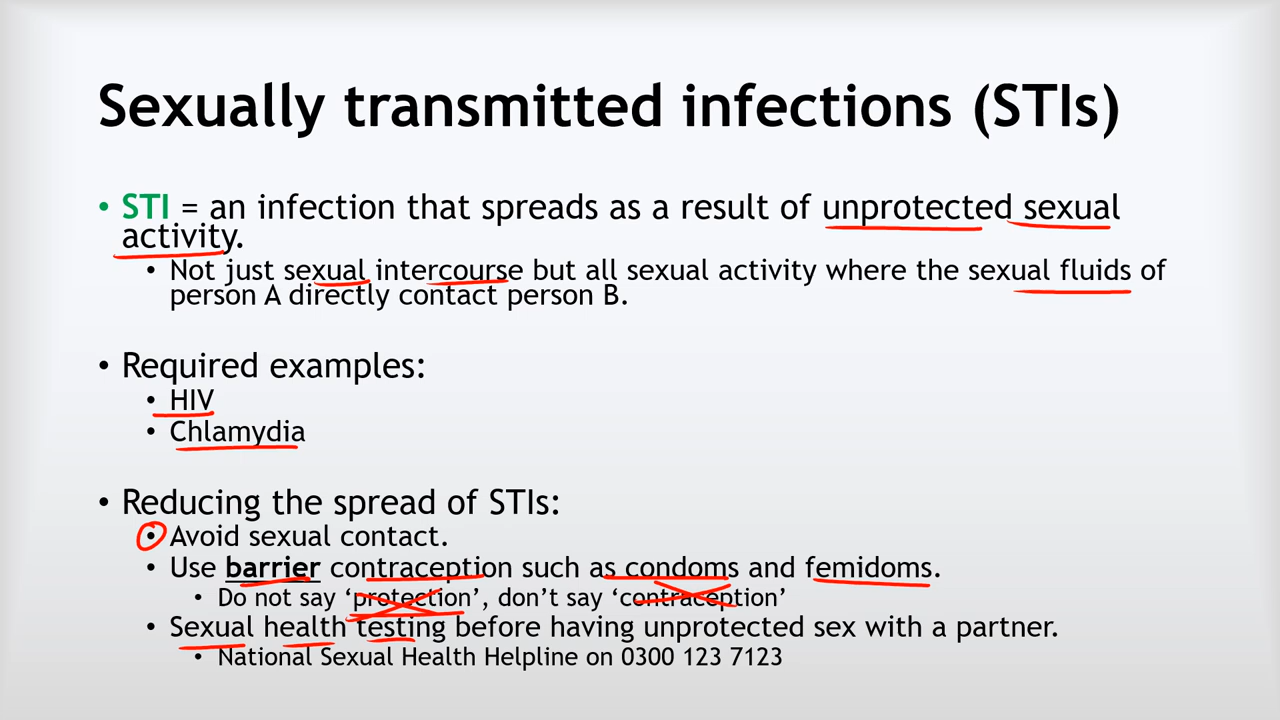 Sexually transmitted infections (STIs)
• STI = an infection that spreads as a result of unprotected sexual
activity.
• Not just sexual intercourse but all sexual activity where the sexual fluids of
person A directly contact person B.
• Required examples:
• HIV
• Chlamydia
• Reducing the spread of STIs:
• Avoid sexual contact.
• Use barrier contraception such as condoms and femidoms.
• Do not say ‘protection’, don’t say ‘contraception’
• Sexual health testing before having unprotected sex with a partner.
• National Sexual Health Helpline on 0300 123 7123